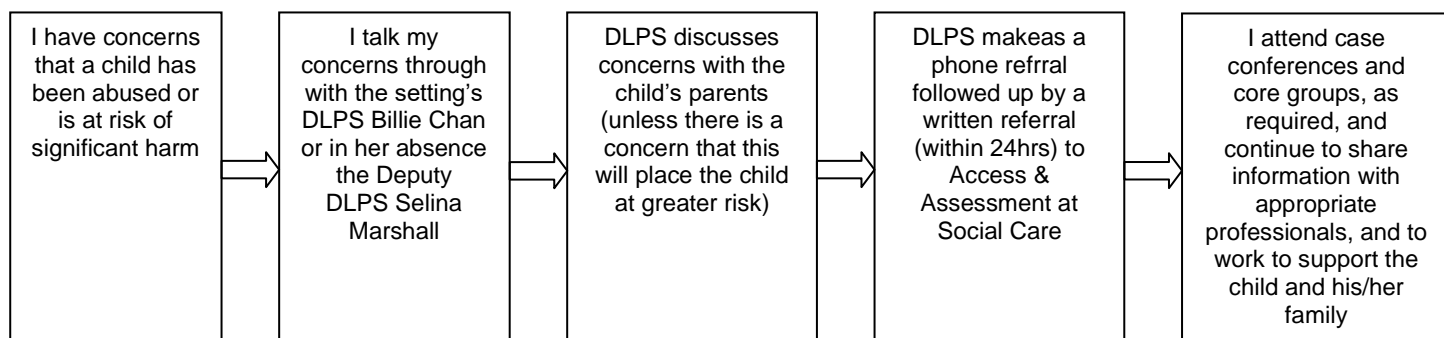 I have concerns
that a child has
been abused or
is at risk of
significant harm
I talk my
concerns through
with the setting's
DLPS Billie Chan
or in her absence
the Deputy
DLPS Selina
Marshall
DLPS discusses
concerns with the
child's parents
(unless there is a
concern that this
will place the child
at greater risk)
DLPS makeas a
phone refrral
followed up by a
written referral
(within 24hrs) to
Access &
Assessment at
Social Care
I attend case
conferences and
core groups, as
required, and
continue to share
information with
appropriate
professionals, and to
work to support the
child and his/her
family